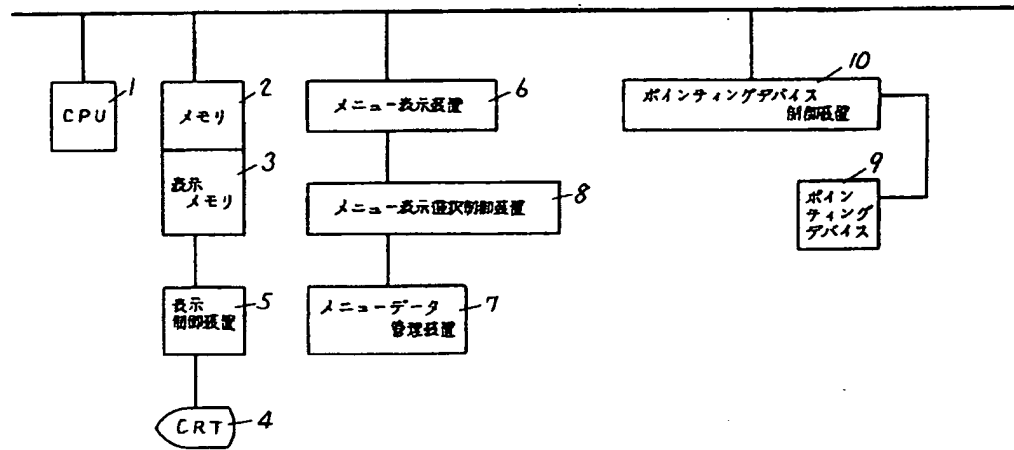 1
CPU
2
メモリ
3
表示
メモリ
5
表示
制御装置
CRT
4
6
メニュー表示装置
8
メニュー表示選択制御装置
7
メニューデータ
管理装置
10
ポインティングデバイス
制御装置
9
ポイン
ティング
デバイス